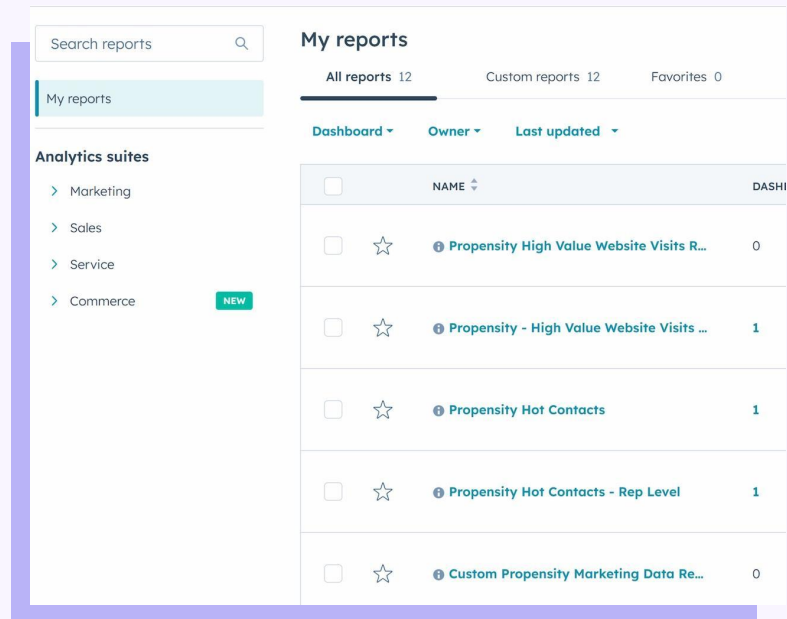 Search reports
My reports
Analytics suites
Marketing
Sales
Service
Commerce NEW
My reports
All reports 12 Custom reports 12 Favorites 0
Dashboard Owner Last updated
NAME DASH
Propensity High Value Website Visits R... 0
Propensity - High Value Website Visits ... 1
Propensity Hot Contacts 1
Propensity Hot Contacts - Rep Level 1
Custom Propensity Marketing Data Re... 0